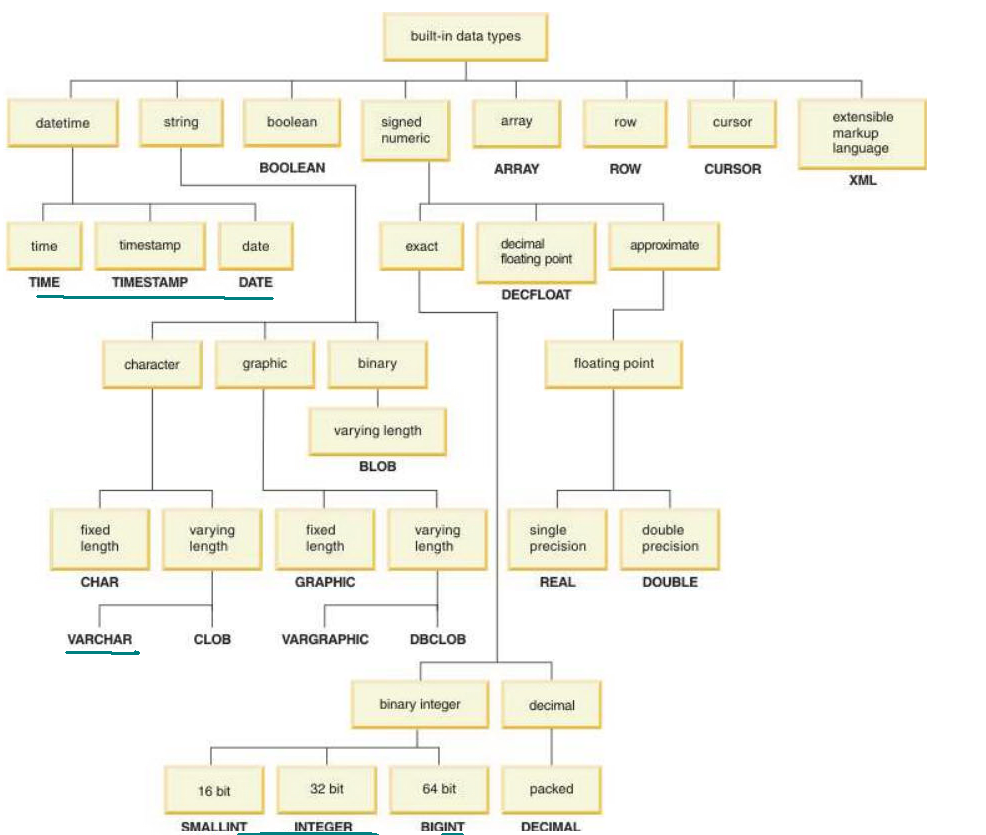 built-in data types
datetime
string
boolean
signed
numeric
array
row
cursor
extensible
markup
language
BOOLEAN
ARRAY
ROW
CURSOR
XML
time
timestamp
date
exact
decimal
floating point
approximate
TIME
TIMESTAMP
DATE
DECFLOAT
character
graphic
binary
floating point
varying length
BLOB
fixed
length
varying
length
fixed
length
varying
length
single
precision
double
precision
CHAR
GRAPHIC
REAL
DOUBLE
VARCHAR
CLOB
VARGRAPHIC
DBCLOB
binary integer
decimal
16 bit
32 bit
64 bit
packed
SMALLINT
INTEGER
BIGINT
DECIMAL